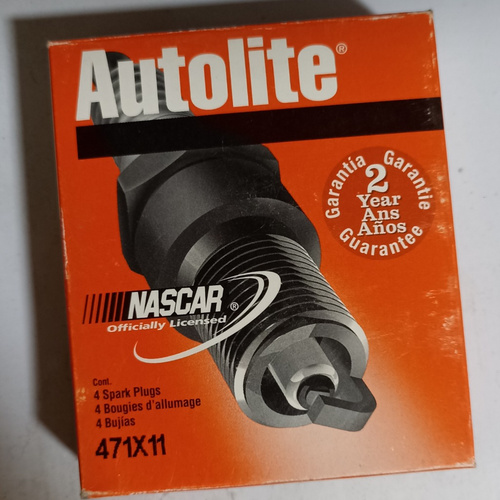 Autolite®
Garantía Garantie
2
Year
Ans
Años
Guarantee
NASCAR®
Officially Licensed
Cont.
4 Spark Plugs
4 Bougies d'allumage
4 Bujías
471X11